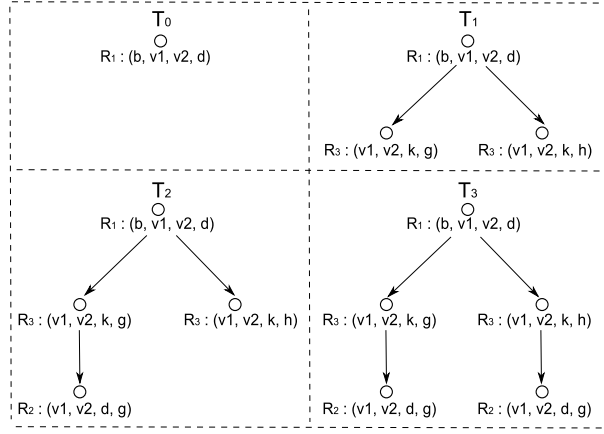 T0
R1 : (b, v1, v2, d)
T1
R1 : (b, v1, v2, d)
R3 : (v1, v2, k, g)
R3 : (v1, v2, k, h)
T2
R1 : (b, v1, v2, d)
R3 : (v1, v2, k, g)
R3 : (v1, v2, k, h)
R2 : (v1, v2, d, g)
T3
R1 : (b, v1, v2, d)
R3 : (v1, v2, k, g)
R3 : (v1, v2, k, h)
R2 : (v1, v2, d, g)
R2 : (v1, v2, d, g)